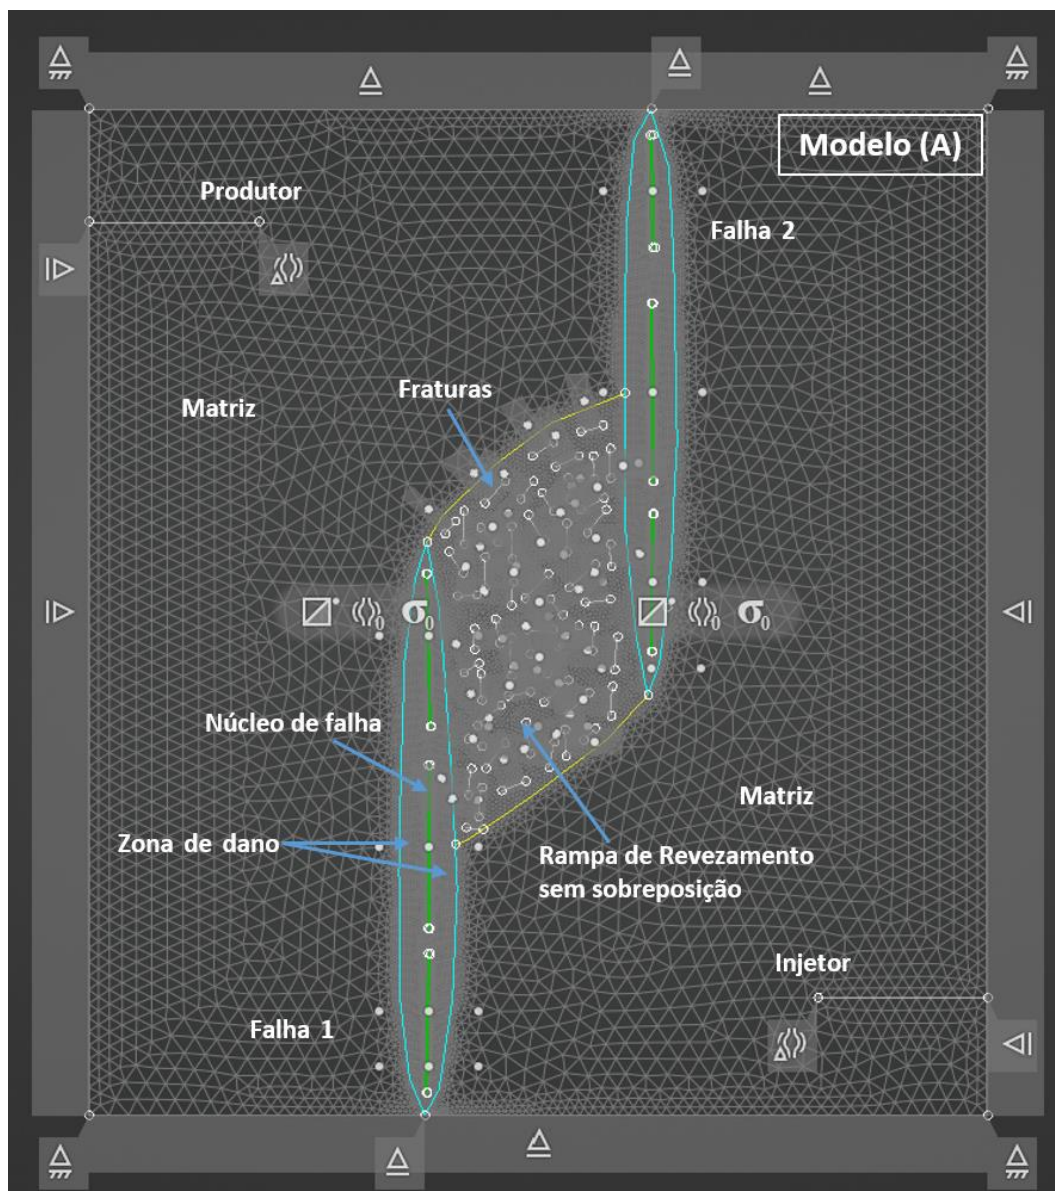 Modelo (A)
Produtor
Falha 2
Fraturas
Matriz
σ0
σ0
Núcleo de falha
Matriz
Zona de dano
Rampa de Revezamento
sem sobreposição
Injetor
Falha 1